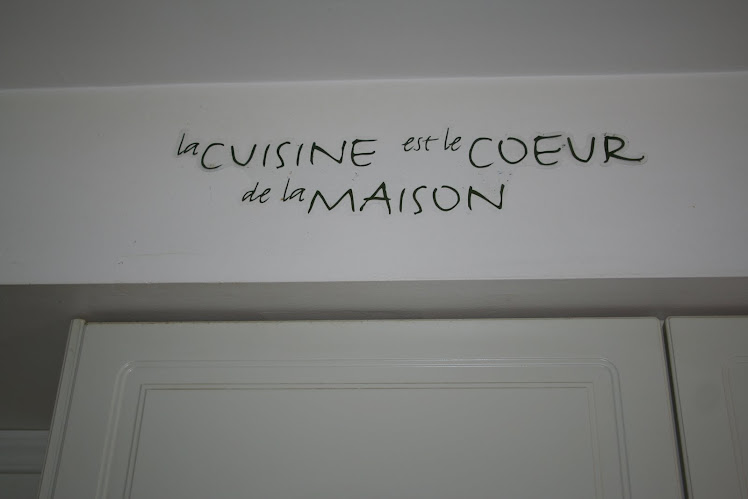 la CUISINE est le COEUR
de la MAISON